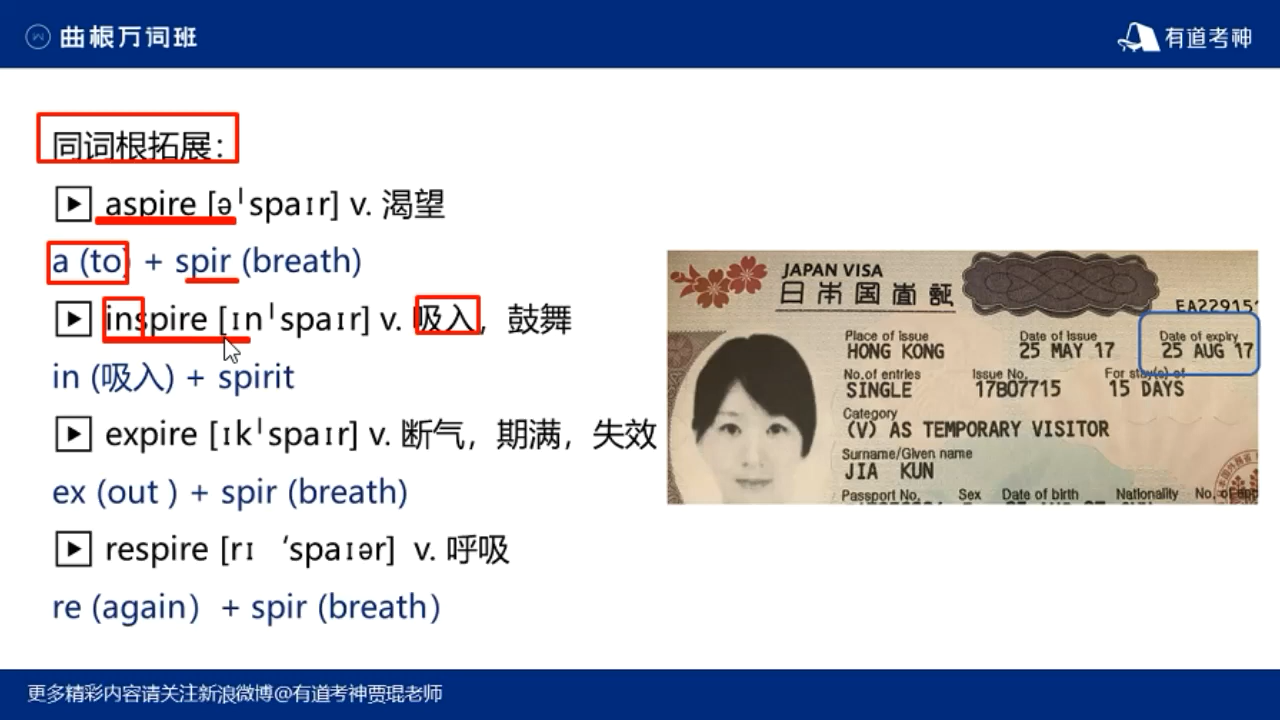 曲根万词班
有道考神
同词根拓展：
aspire [əˈspaɪr] v. 渴望
a (to) + spir (breath)
inspire [ɪnˈspaɪr] v. 吸入，鼓舞
in (吸入) + spirit
expire [ɪkˈspaɪr] v. 断气，期满，失效
ex (out ) + spir (breath)
respire [rɪ ‘spaɪər] v. 呼吸
re (again） + spir (breath）
JAPAN VISA
日本国査証
EA229151
Place of issue Date of issue Date of expiry
HONG KONG 25 MAY 17 25 AUG 17
No.of entries Issue No. For stay(s) of
SINGLE 17B07715 15 DAYS
Category
(V) AS TEMPORARY VISITOR
Surname/Given name
JIA KUN
Passport No. Sex Date of birth Nationality
更多精彩内容请关注新浪微博@有道考神贾琨老师